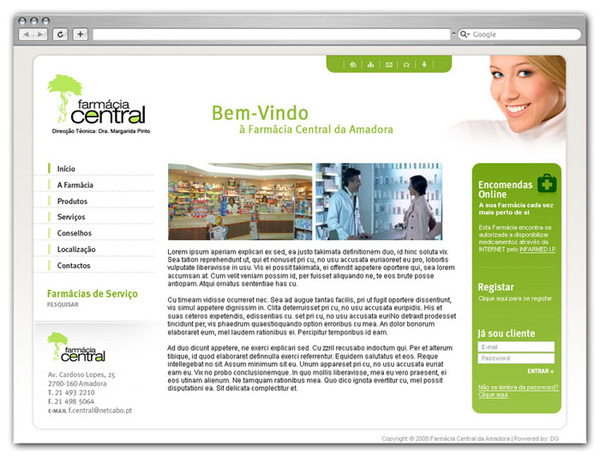 Google
farmácia
central
Direcção Técnica: Dra. Margarida Pinto
Bem-Vindo
à Farmácia Central da Amadora
Início
A Farmácia
Produtos
Serviços
Conselhos
Localização
Contactos
Farmácias de Serviço
PESQUISAR
farmácia
central
Av. Cardoso Lopes, 25
2700-160 Amadora
T. 21 493 2210
F. 21 498 5064
E-MAIL f.central@netcabo.pt
Lorem ipsum aperiam explicari ex sed, ea justo takimata definitionem duo, id hinc soluta vix.
Sea tation reprehendunt ut, qui et nonuset pri cu, no usu accusata euriaoreet eu pro, lobortis
vulputate liberavisse in usu. Vis ei possit takimata, ei offendit appetere oportere qui, sea lorem
accumsan at. Cum velit veniam possim id, per fuisset aliquando ne, te eos brute posse
antiopam. Atqui ornatus sententiae has cu.
Cu timeam vidisse ocurreret nec. Sea ad augue tantas facilis, pri ut fugit oportere dissentiunt,
vis simul appetere dignissim in. Clita deterruisset pri cu, no usu accusata euripidis. His et
suas ceteros expetendis, edissentias cu. set pri cu, no usu accusata euriNo detraxit prodesset
tincidunt per, vis phaedrum quaestioquando option erroribus cu mea. An dolor bonorum
elaboraret eum, mel laudem rationibus ei. Percipitur temporibus id eam.
Ad duo dicunt appetere, ne exerci explicari sed. Cu zzril recusabo indoctum qui. Per et alterum
tibique, id quod elaboraret definnulla exerci referrentur. Equidem salutatus et eos. Reque
intellegebat no sit. Assum minimum sit eu. Unum appareset pri cu, no usu accusata euriat
eam eu. Vix no probo conclusionemque. In quo mollis liberavisse, mea eu vero praesent, ei
eos utinam alienum. Ne tamquam rationibus mea. Quo dico ignota evertitur cu, mel possit
disputationi ea. Sit delicata complectitur et.
Encomendas
Online
A sua Farmácia cada vez
mais perto de si
Esta Farmácia encontra-se
autorizada a disponibilizar
medicamentos através da
INTERNET pelo INFARMED I.P.
Registar
Clique aqui para se registar
Já sou cliente
E-mail
Password
ENTRAR »
Não se lembra da password?
Clique aqui
Copyright © 2008 Farmácia Central da Amadora | Powered by: DG